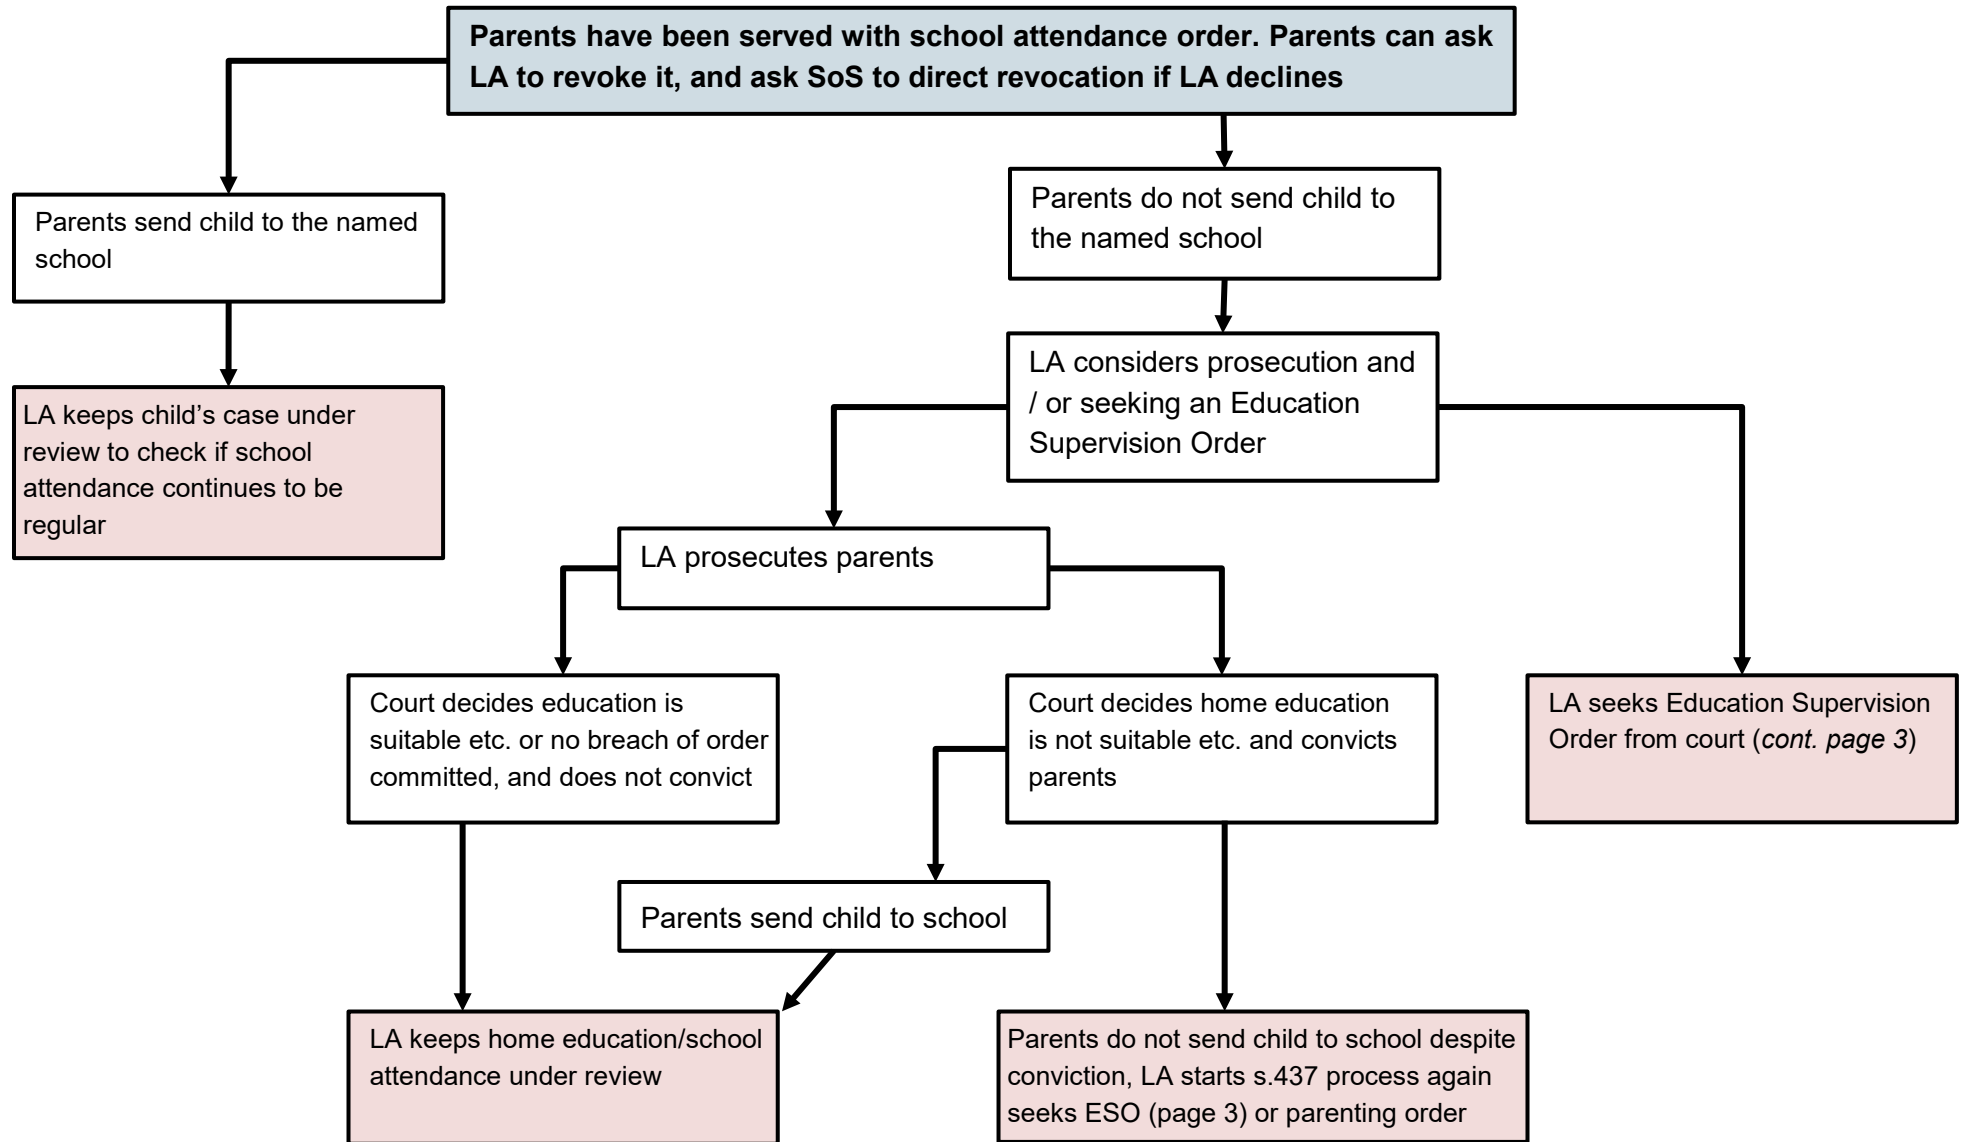 Parents have been served with school attendance order. Parents can ask
LA to revoke it, and ask SoS to direct revocation if LA declines
Parents send child to the named
school
Parents do not send child to
the named school
LA keeps child’s case under
review to check if school
attendance continues to be
regular
LA considers prosecution and
/ or seeking an Education
Supervision Order
LA prosecutes parents
Court decides education is
suitable etc. or no breach of order
committed, and does not convict
Court decides home education
is not suitable etc. and convicts
parents
LA seeks Education Supervision
Order from court (cont. page 3)
Parents send child to school
LA keeps home education/school
attendance under review
Parents do not send child to school despite
conviction, LA starts s.437 process again
seeks ESO (page 3) or parenting order